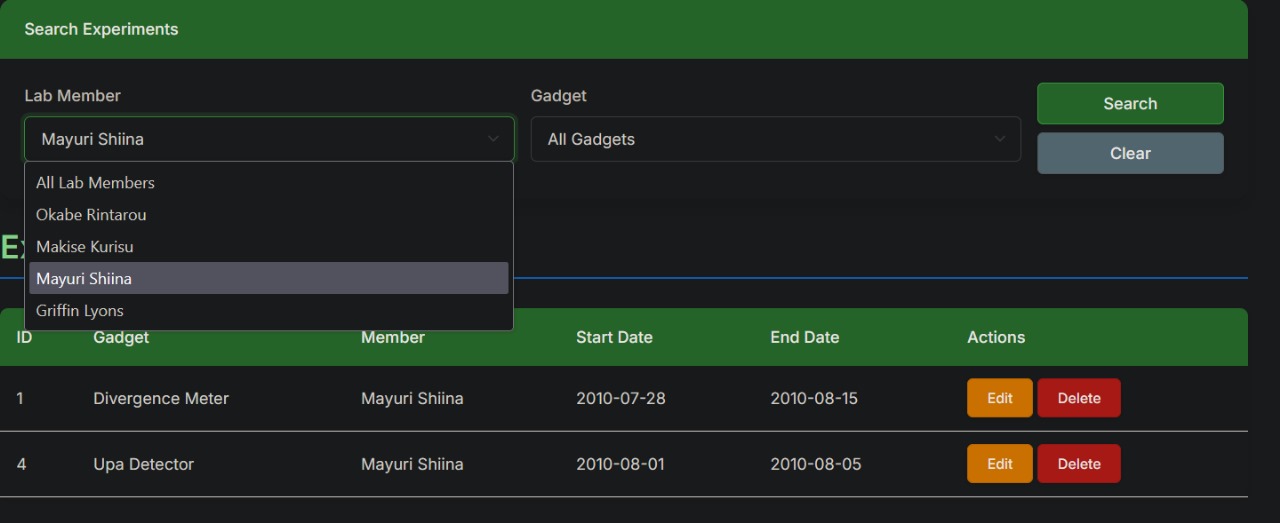 Search Experiments
Lab Member Gadget
Mayuri Shiina All Gadgets Search
Clear
All Lab Members
Okabe Rintarou
Makise Kurisu
Mayuri Shiina
Griffin Lyons
ID Gadget Member Start Date End Date Actions
1 Divergence Meter Mayuri Shiina 2010-07-28 2010-08-15 Edit Delete
4 Upa Detector Mayuri Shiina 2010-08-01 2010-08-05 Edit Delete